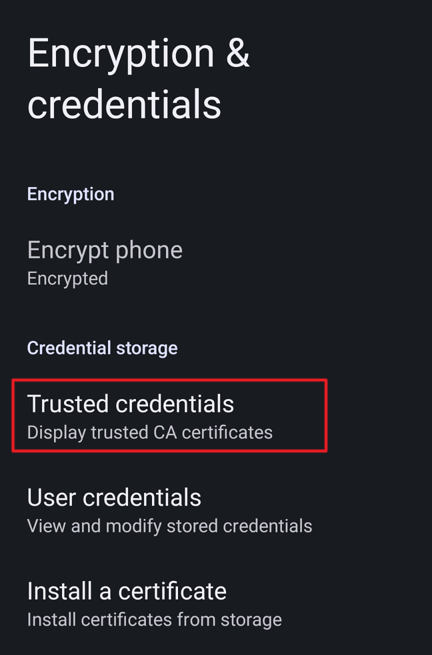 Encryption &
credentials
Encryption
Encrypt phone
Encrypted
Credential storage
Trusted credentials
Display trusted CA certificates
User credentials
View and modify stored credentials
Install a certificate
Install certificates from storage